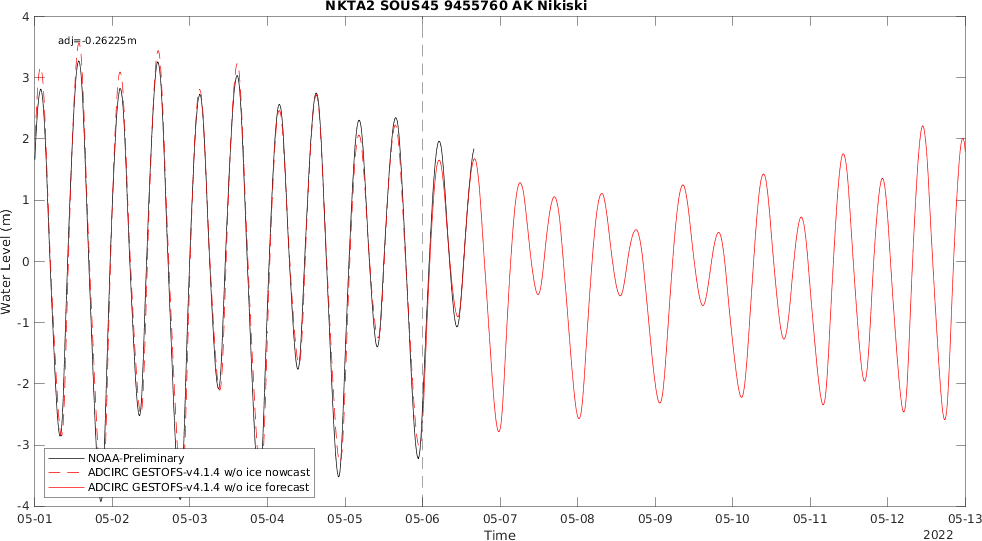 NKTA2 SOUS45 9455760 AK Nikiski
adj=-0.26225m
4
3
2
1
0
-1
-2
-3
-4
Water Level (m)
NOAA-Preliminary
ADCIRC GESTOFS-v4.1.4 w/o ice nowcast
ADCIRC GESTOFS-v4.1.4 w/o ice forecast
05-01 05-02 05-03 05-04 05-05 05-06 05-07 05-08 05-09 05-10 05-11 05-12 05-13
Time
2022